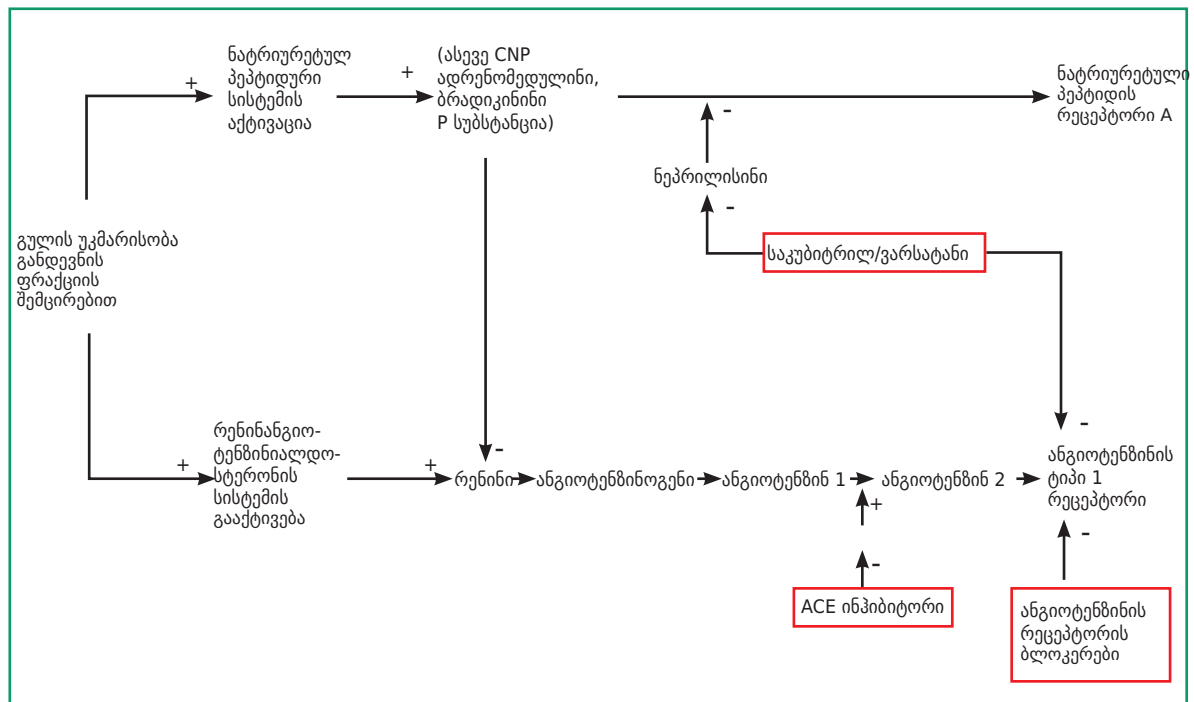 ნატრიურეტულ
პეპტიდური
სისტემის
აქტივაცია
+
+
(ასევე CNP
ადრენომედულინი,
ბრადიკინინი
P სუბსტანცია)
ნატრიურეტული
პეპტიდის
რეცეპტორი A
-
ნეპრილისინი
-
საკუბიტრილ/ვარსატანი
გულის უკმარისობა
განდევნის
ფრაქციის
შემცირებით
რენინანგიო-
ტენზინიალდო-
სტერონის
სისტემის
გააქტივება
+
+
-
რენინი
ანგიოტენზინოგენი
ანგიოტენზინ 1
ანგიოტენზინ 2
-
ანგიოტენზინის
ტიპი 1
რეცეპტორი
+
-
ACE ინჰიბიტორი
-
ანგიოტენზინის
რეცეპტორის
ბლოკერები